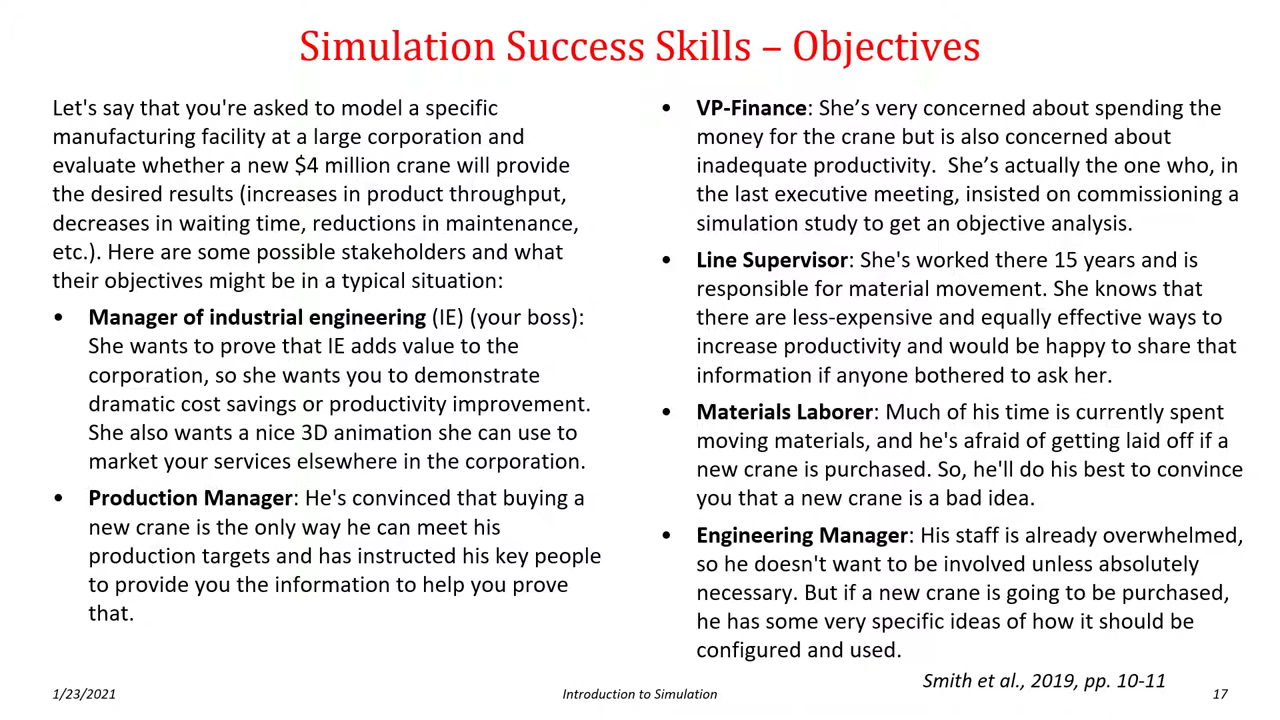 Simulation Success Skills – Objectives
Let's say that you're asked to model a specific
manufacturing facility at a large corporation and
evaluate whether a new $4 million crane will provide
the desired results (increases in product throughput,
decreases in waiting time, reductions in maintenance,
etc.). Here are some possible stakeholders and what
their objectives might be in a typical situation:
• Manager of industrial engineering (IE) (your boss):
She wants to prove that IE adds value to the
corporation, so she wants you to demonstrate
dramatic cost savings or productivity improvement.
She also wants a nice 3D animation she can use to
market your services elsewhere in the corporation.
• Production Manager: He's convinced that buying a
new crane is the only way he can meet his
production targets and has instructed his key people
to provide you the information to help you prove
that.
• VP-Finance: She’s very concerned about spending the
money for the crane but is also concerned about
inadequate productivity.  She’s actually the one who, in
the last executive meeting, insisted on commissioning a
simulation study to get an objective analysis.
• Line Supervisor: She's worked there 15 years and is
responsible for material movement. She knows that
there are less-expensive and equally effective ways to
increase productivity and would be happy to share that
information if anyone bothered to ask her.
• Materials Laborer: Much of his time is currently spent
moving materials, and he's afraid of getting laid off if a
new crane is purchased. So, he'll do his best to convince
you that a new crane is a bad idea.
• Engineering Manager: His staff is already overwhelmed,
so he doesn't want to be involved unless absolutely
necessary. But if a new crane is going to be purchased,
he has some very specific ideas of how it should be
configured and used.
Smith et al., 2019, pp. 10-11
1/23/2021
Introduction to Simulation
17